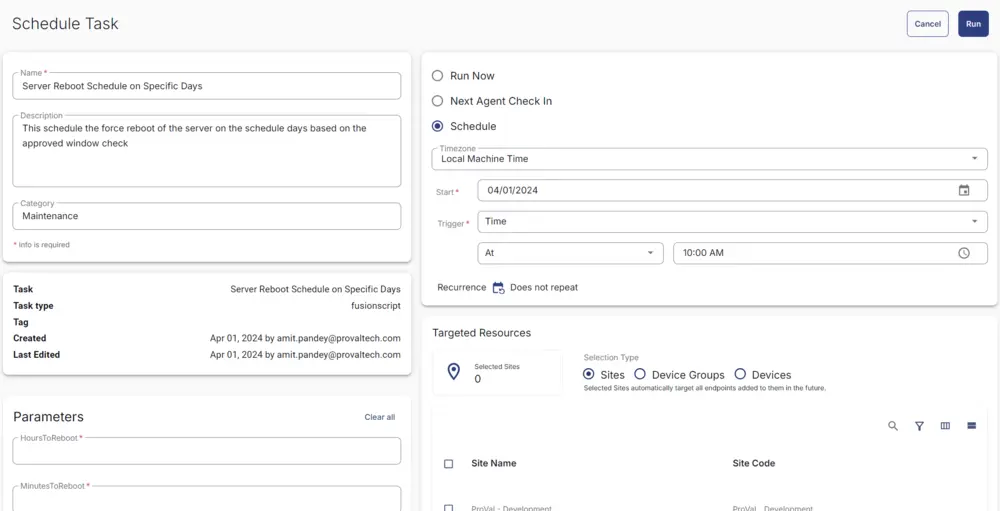 Schedule Task
Cancel
Run
Name *
Server Reboot Schedule on Specific Days
Description
This schedule the force reboot of the server on the schedule days based on the
approved window check
Category
Maintenance
* Info is required
Task Server Reboot Schedule on Specific Days
Task type fusionscript
Tag
Created Apr 01, 2024 by amit.pandey@provaltech.com
Last Edited Apr 01, 2024 by amit.pandey@provaltech.com
Parameters Clear all
HoursToReboot *
MinutesToReboot *
Run Now
Next Agent Check In
Schedule
Timezone
Local Machine Time
Start * 04/01/2024
Trigger * Time
At 10:00 AM
Recurrence Does not repeat
Targeted Resources
Selected Sites
0
Selection Type
Sites Device Groups Devices
Selected Sites automatically target all endpoints added to them in the future.
Site Name Site Code
ProVal - Development ProVal - Development